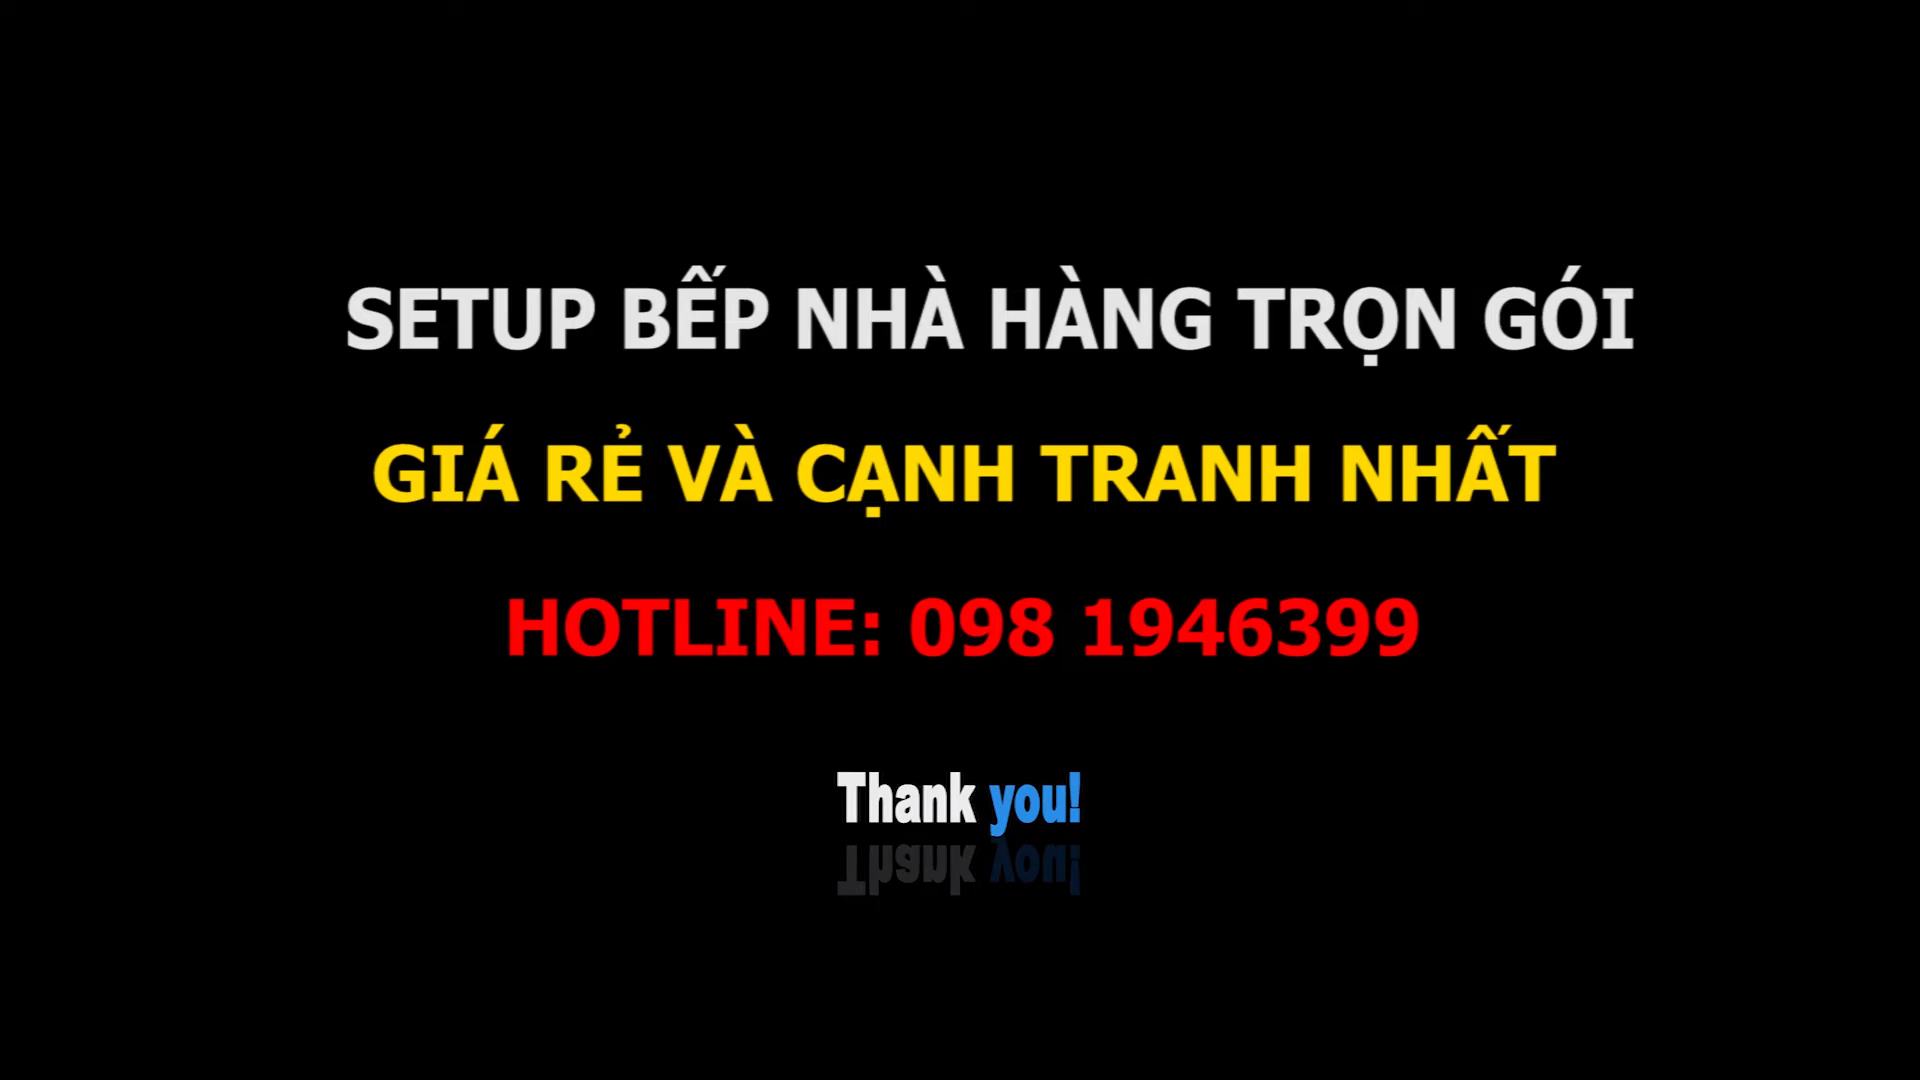 SETUP BẾP NHÀ HÀNG TRỌN GÓI
GIÁ RẺ VÀ CẠNH TRANH NHẤT
HOTLINE: 098 1946399
Thank you!